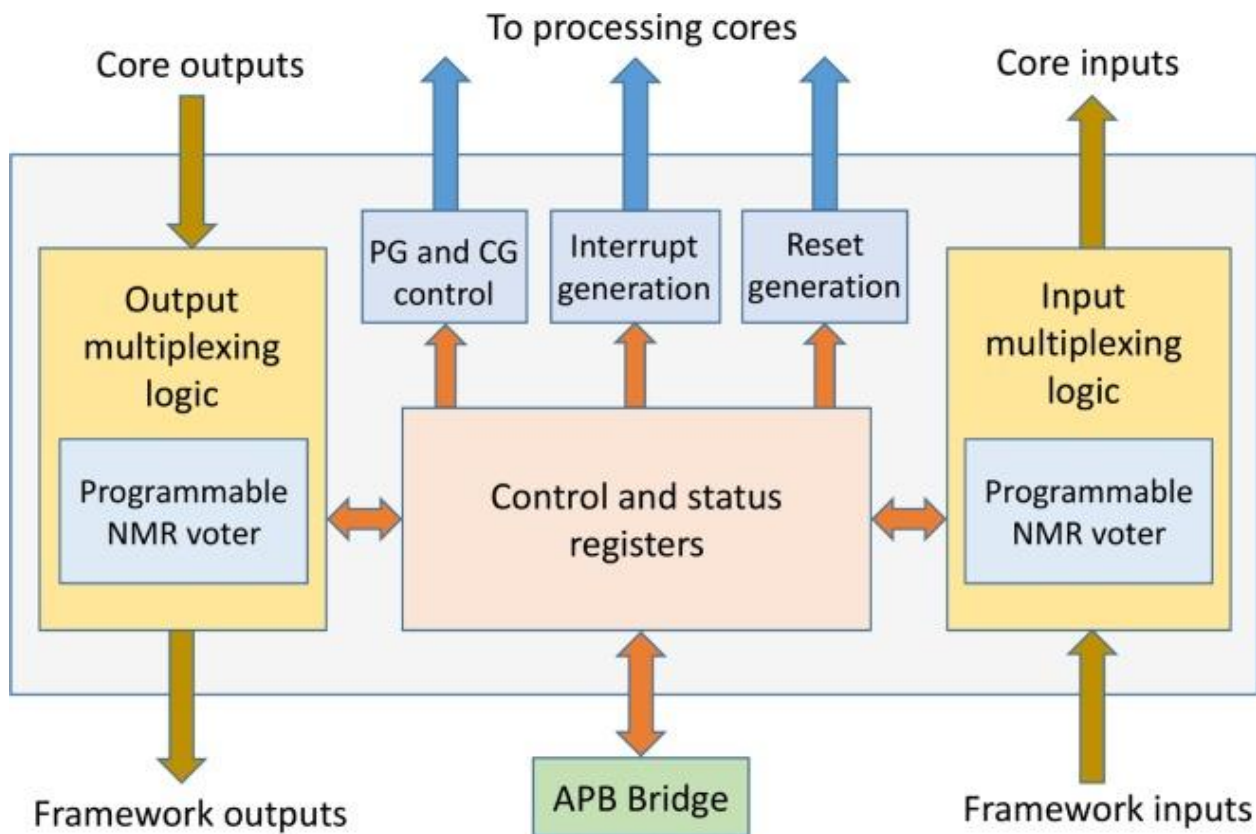 To processing cores
Core outputs
Core inputs
PG and CG
control
Interrupt
generation
Reset
generation
Output
multiplexing
logic
Input
multiplexing
logic
Programmable
NMR voter
Control and status
registers
Programmable
NMR voter
APB Bridge
Framework outputs
Framework inputs